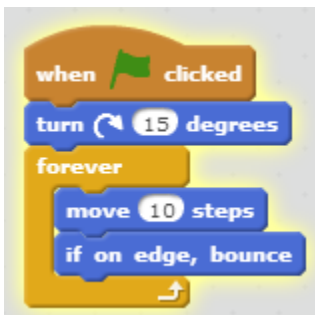 when clicked
turn 15 degrees
forever
move 10 steps
if on edge, bounce